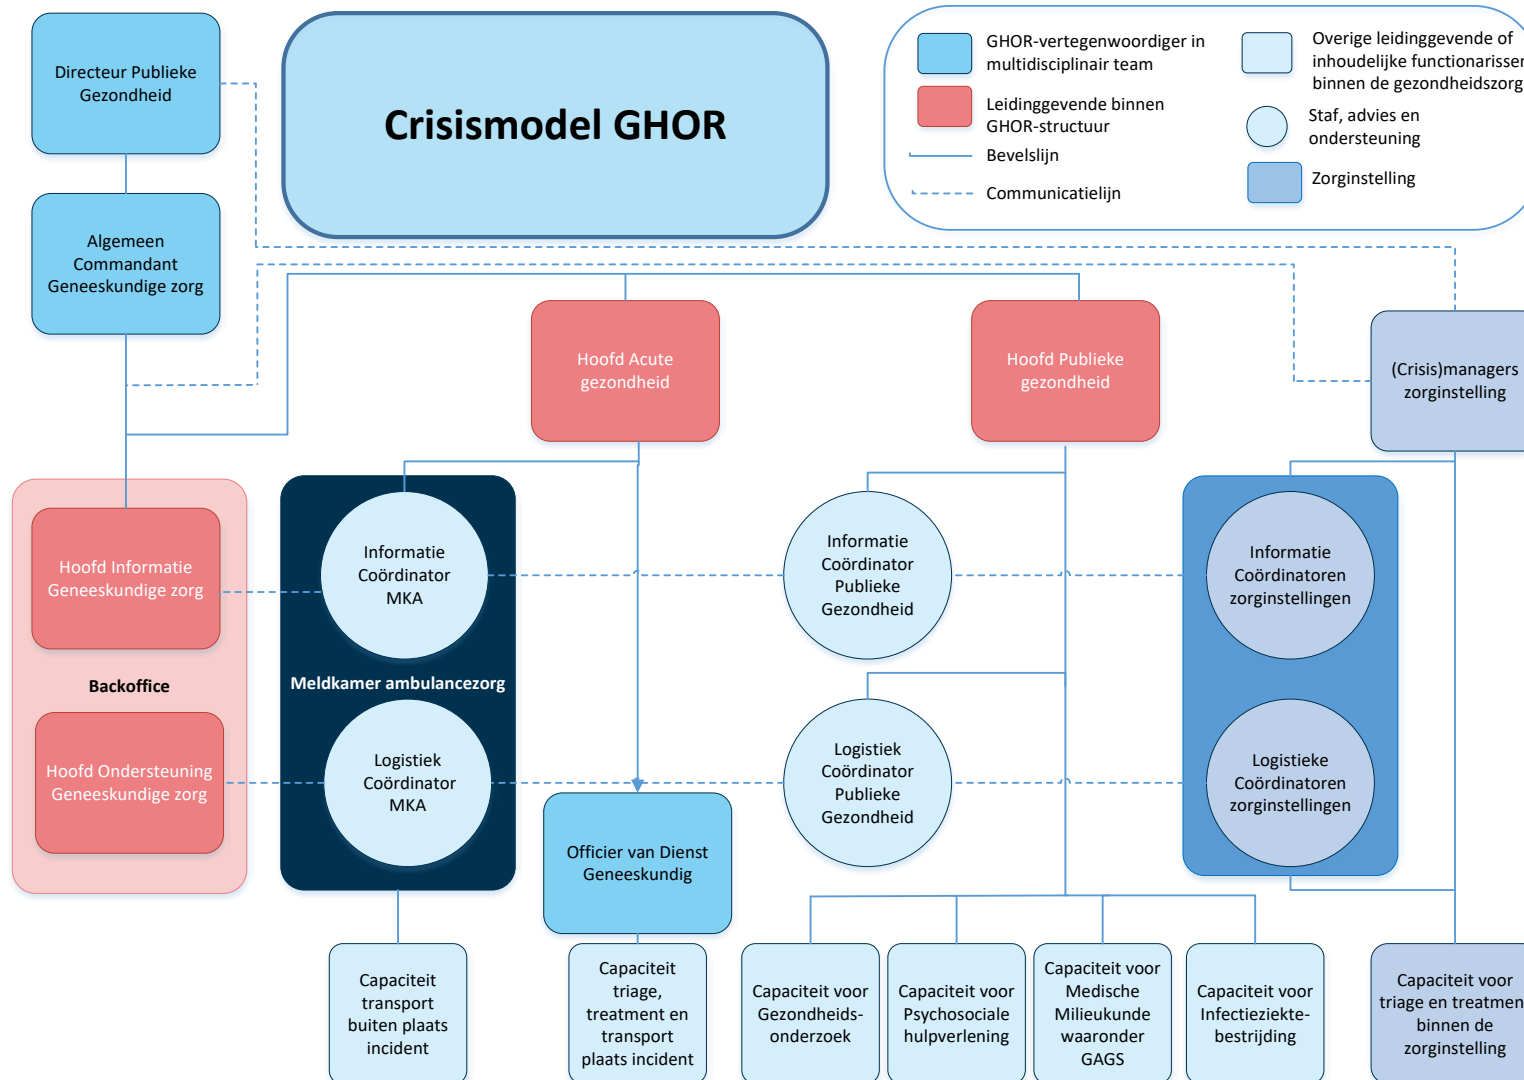 Directeur Publieke
Gezondheid
Crisismodel GHOR
GHOR-vertegenwoordiger in
multidisciplinair team
Leidinggevende binnen
GHOR-structuur
Bevelslijn
Communicatielijn
Overige leidinggevende of
inhoudelijke functionarissen
binnen de gezondheidszorg
Staf, advies en
ondersteuning
Zorginstelling
Algemeen
Commandant
Geneeskundige zorg
Hoofd Acute
gezondheid
Hoofd Publieke
gezondheid
(Crisis)managers
zorginstelling
Hoofd Informatie
Geneeskundige zorg
Backoffice
Hoofd Ondersteuning
Geneeskundige zorg
Informatie
Coördinator
MKA
Meldkamer ambulancezorg
Logistiek
Coördinator
MKA
Informatie
Coördinator
Publieke
Gezondheid
Logistiek
Coördinator
Publieke
Gezondheid
Informatie
Coördinatoren
zorginstellingen
Logistieke
Coördinatoren
zorginstellingen
Officier van Dienst
Geneeskundig
Capaciteit
transport
buiten plaats
incident
Capaciteit
triage,
treatment en
transport
plaats incident
Capaciteit voor
Gezondheids-
onderzoek
Capaciteit voor
Psychosociale
hulpverlening
Capaciteit voor
Medische
Milieukunde
waaronder
GAGS
Capaciteit voor
Infectieziekte-
bestrijding
Capaciteit voor
triage en treatment
binnen de
zorginstelling